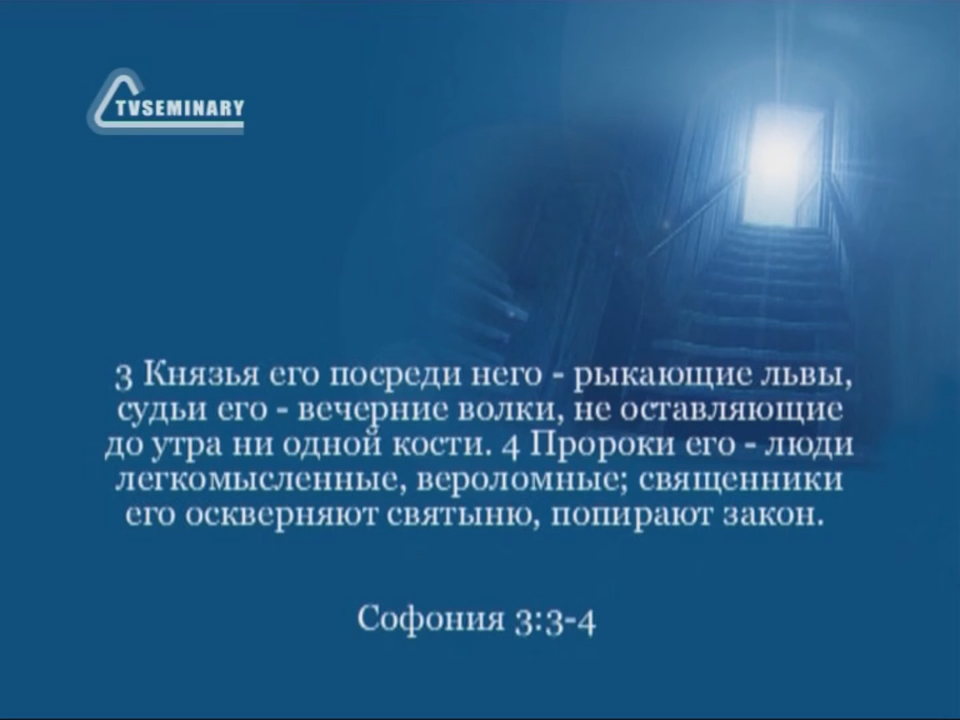 TVSEMINARY
3 Князья его посреди него - рыкающие львы,
судьи его - вечерние волки, не оставляющие
до утра ни одной кости. 4 Пророки его - люди
легкомысленные, вероломные; священники
его оскверняют святыню, попирают закон.
Софония 3:3-4